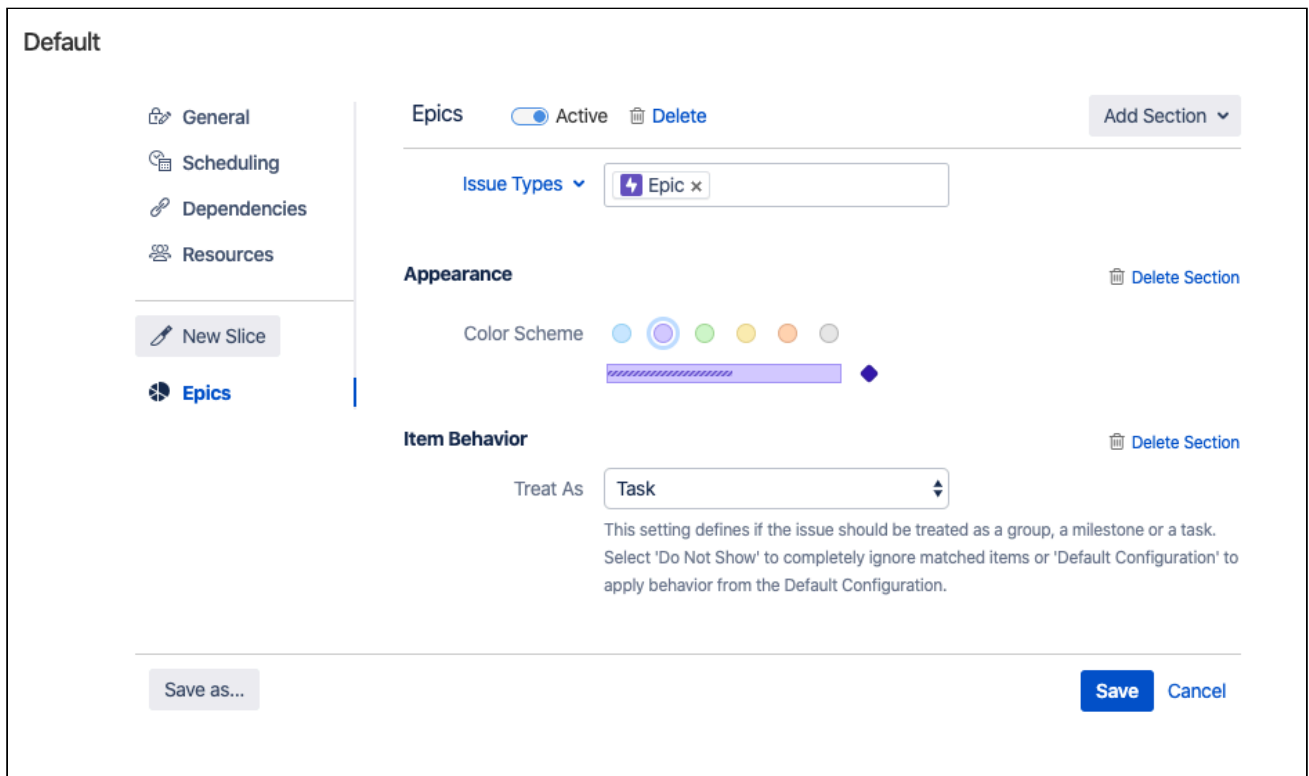 Default
General
Scheduling
Dependencies
Resources
New Slice
Epics
Epics Active Delete Add Section
Issue Types Epic ×
Appearance Delete Section
Color Scheme
Item Behavior Delete Section
Treat As Task
This setting defines if the issue should be treated as a group, a milestone or a task.
Select 'Do Not Show' to completely ignore matched items or 'Default Configuration' to
apply behavior from the Default Configuration.
Save as... Save Cancel